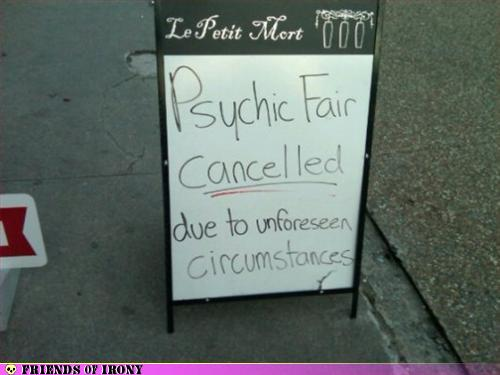 Le Petit Mort
Psychic Fair
Cancelled
due to unforeseen
circumstances
FRIENDS OF IRONY